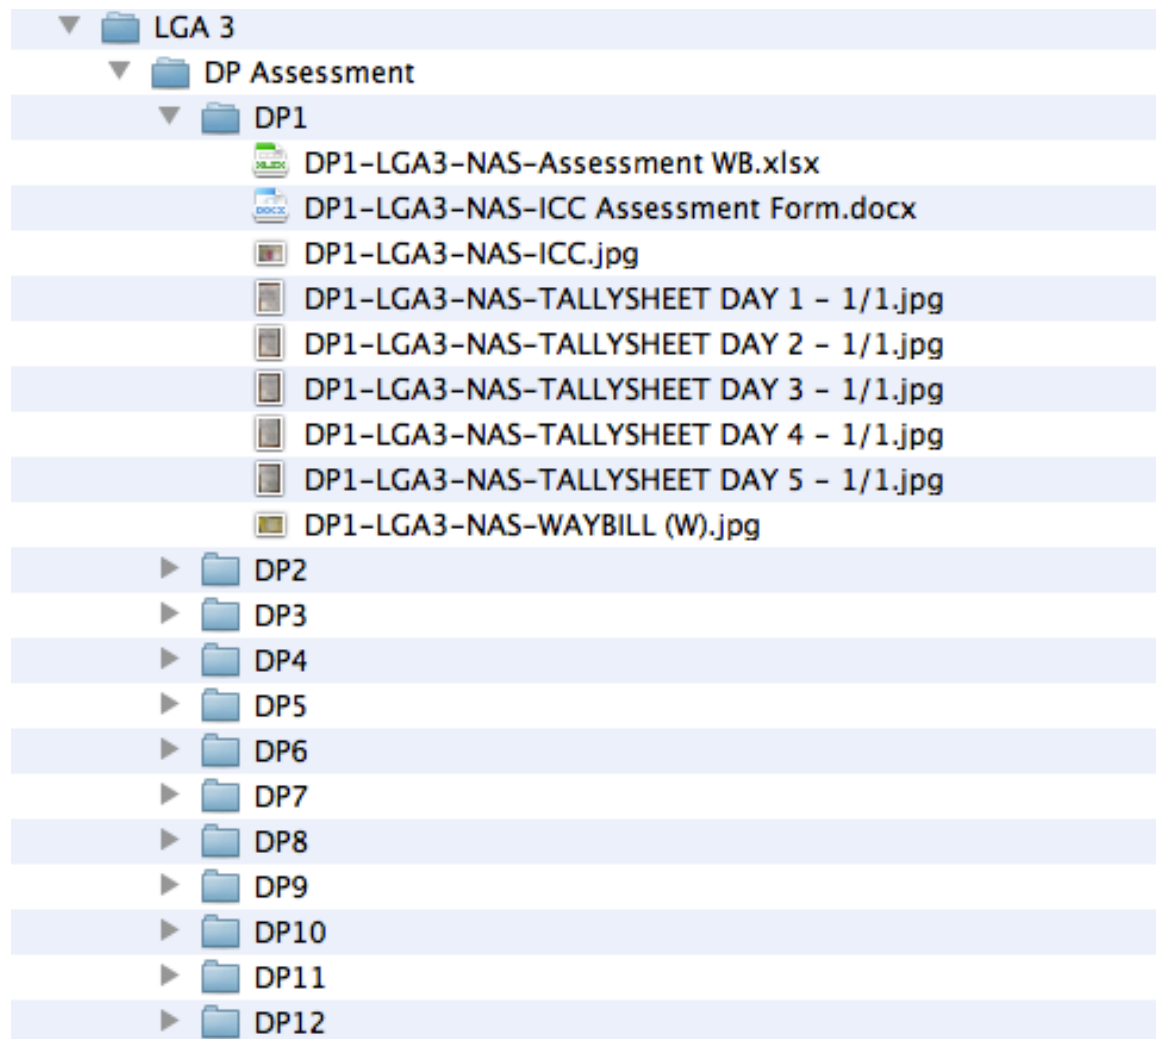 LGA 3
DP Assessment
DP1
DP1-LGA3-NAS-Assessment WB.xlsx
DP1-LGA3-NAS-ICC Assessment Form.docx
DP1-LGA3-NAS-ICC.jpg
DP1-LGA3-NAS-TALLYSHEET DAY 1 - 1/1.jpg
DP1-LGA3-NAS-TALLYSHEET DAY 2 - 1/1.jpg
DP1-LGA3-NAS-TALLYSHEET DAY 3 - 1/1.jpg
DP1-LGA3-NAS-TALLYSHEET DAY 4 - 1/1.jpg
DP1-LGA3-NAS-TALLYSHEET DAY 5 - 1/1.jpg
DP1-LGA3-NAS-WAYBILL (W).jpg
DP2
DP3
DP4
DP5
DP6
DP7
DP8
DP9
DP10
DP11
DP12